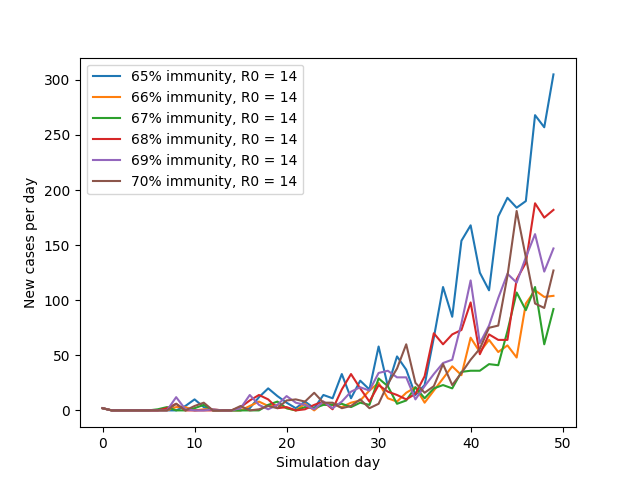 300
250
200
150
100
50
0
New cases per day
65% immunity, R0 = 14
66% immunity, R0 = 14
67% immunity, R0 = 14
68% immunity, R0 = 14
69% immunity, R0 = 14
70% immunity, R0 = 14
0 10 20 30 40 50
Simulation day